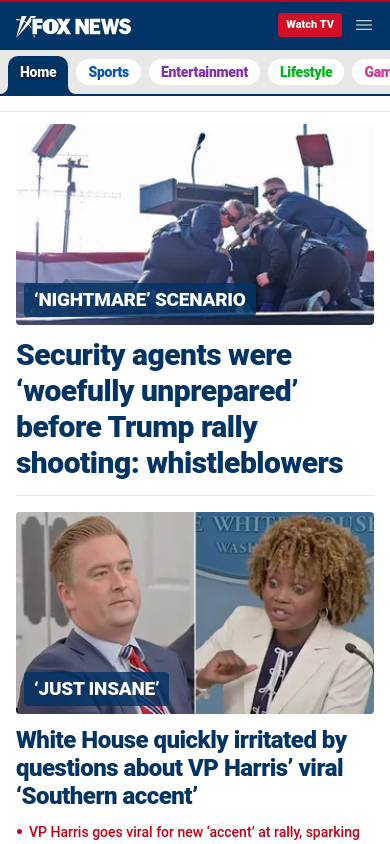 FOX NEWS
Watch TV
Home
Sports
Entertainment
Lifestyle
Gam
‘NIGHTMARE’ SCENARIO
Security agents were
‘woefully unprepared’
before Trump rally
shooting: whistleblowers
E WHITE HOUSE
WAS
‘JUST INSANE’
White House quickly irritated by
questions about VP Harris’ viral
‘Southern accent’
• VP Harris goes viral for new ‘accent’ at rally, sparking